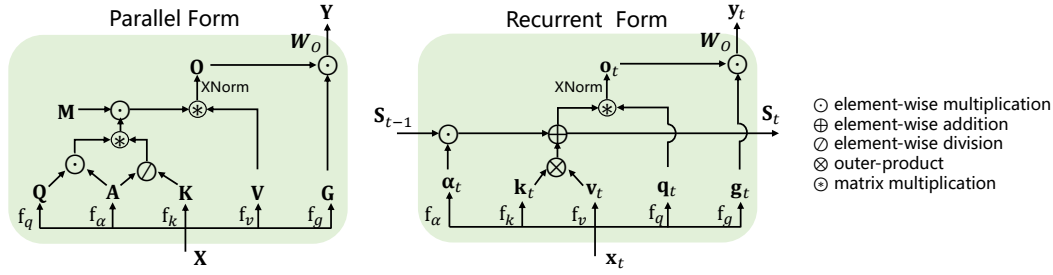 Parallel Form
Y
W_O
O
XNorm
M
Q A K V G
f_q f_α f_k f_v f_g
X
Recurrent Form
y_t
W_O
o_t
XNorm
S_{t−1} S_t
α_t k_t v_t q_t g_t
f_α f_k f_v f_q f_g
x_t
⊙ element-wise multiplication
⊕ element-wise addition
⊘ element-wise division
⊗ outer-product
⊛ matrix multiplication